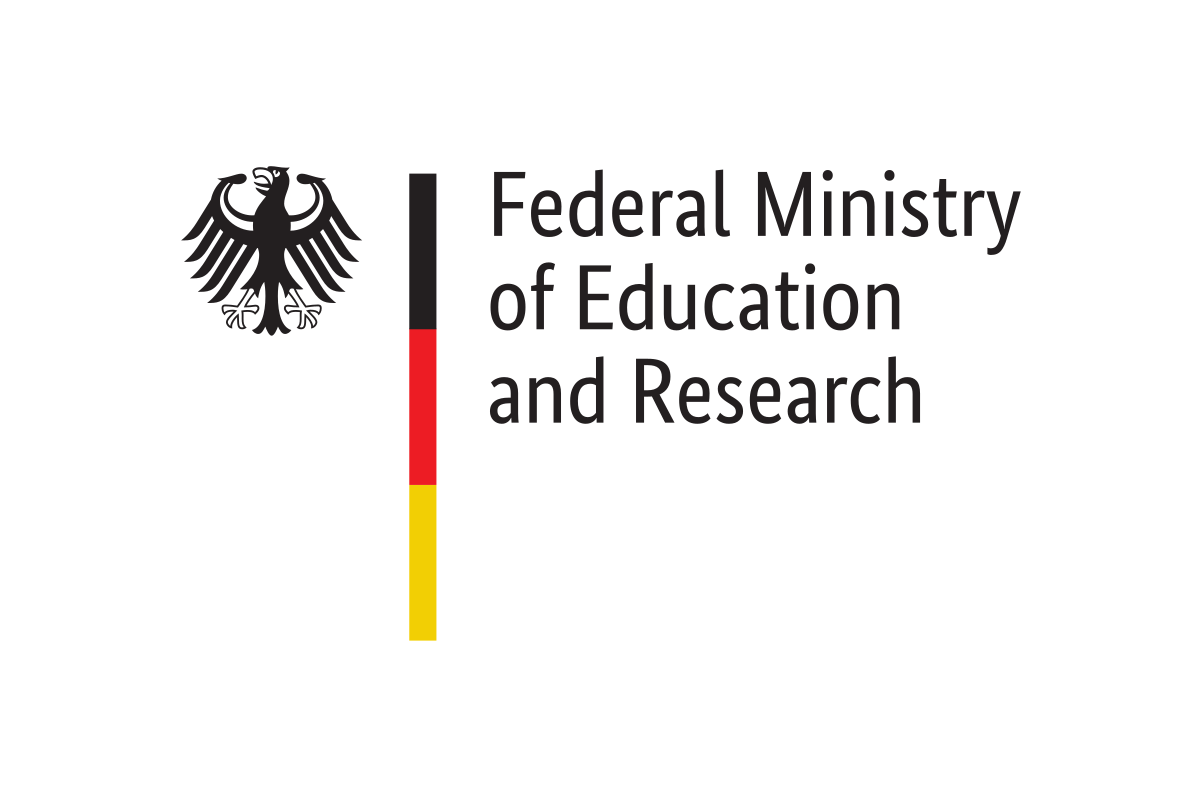 Federal Ministry
of Education
and Research